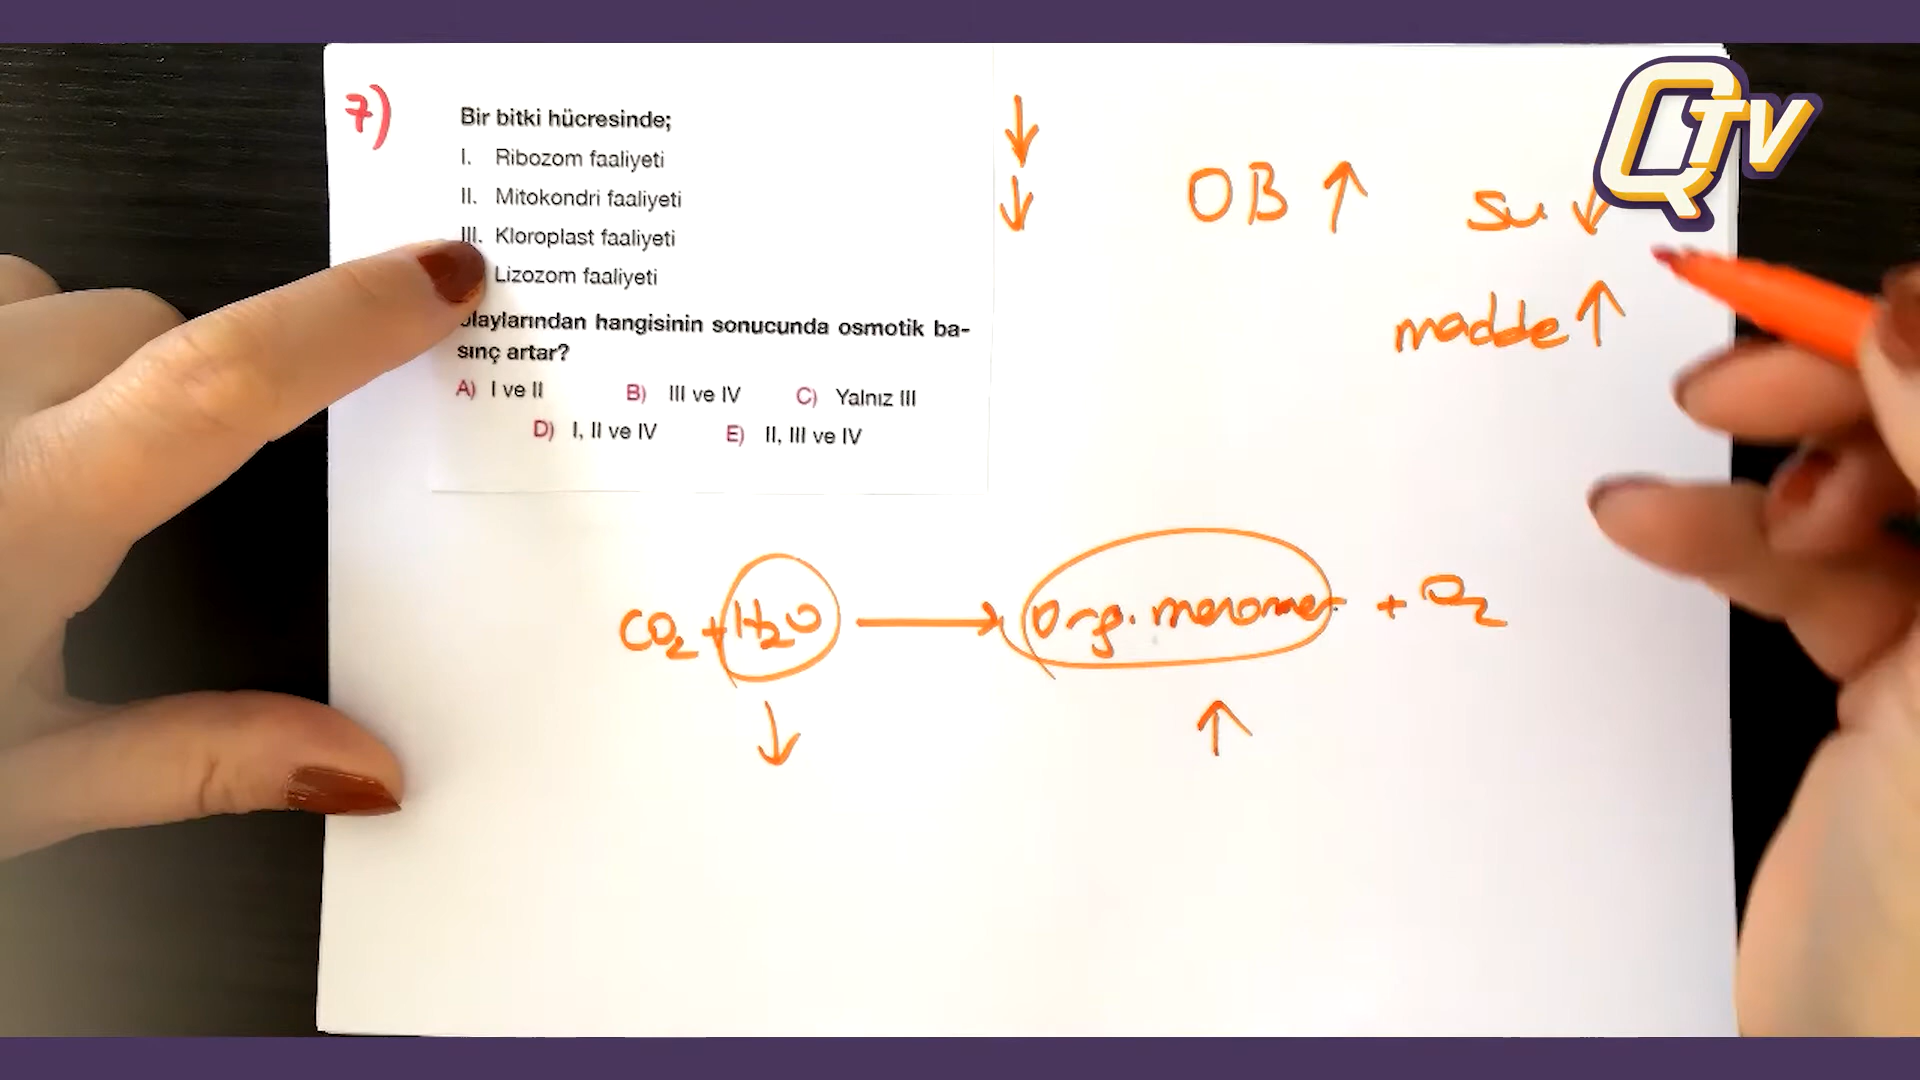 7)
Bir bitki hücresinde;
I. Ribozom faaliyeti
II. Mitokondri faaliyeti
III. Kloroplast faaliyeti
Lizozom faaliyeti
olaylarından hangisinin sonucunda osmotik ba-
sınç artar?
A) I ve II B) III ve IV C) Yalnız III
D) I, II ve IV E) II, III ve IV
↓
↓
OB ↑
su ↓
madde ↑
CO₂ + H₂O → Org. monomer + O₂
↓ ↑
QTV